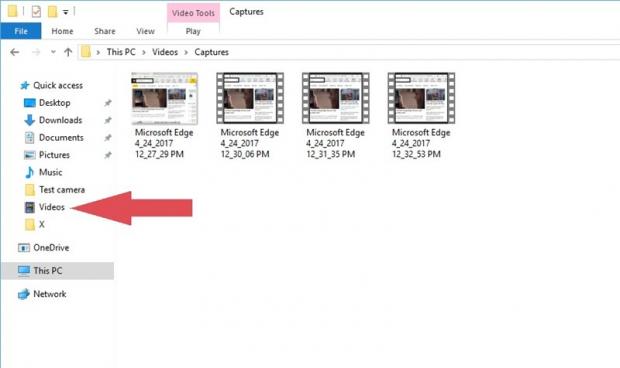 Video Tools
Captures
File
Home
Share
View
Play
This PC > Videos > Captures
Quick access
Desktop
Downloads
Documents
Pictures
Music
Test camera
Videos
X
OneDrive
This PC
Network
Microsoft Edge
4_24_2017
12_27_29 PM
Microsoft Edge
4_24_2017
12_30_06 PM
Microsoft Edge
4_24_2017
12_31_35 PM
Microsoft Edge
4_24_2017
12_32_53 PM